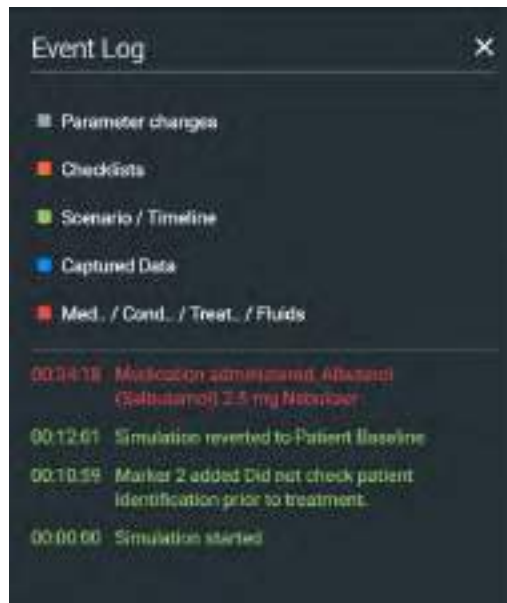 Event Log
Parameter changes
Checklists
Scenario / Timeline
Captured Data
Med.. / Cond.. / Treat.. / Fluids
00:34:18 Medication administered: Albuterol
(Salbutamol) 2.5 mg Nebulizer
00:12:01 Simulation reverted to Patient Baseline
00:10:59 Marker 2 added Did not check patient
identification prior to treatment.
00:00:00 Simulation started